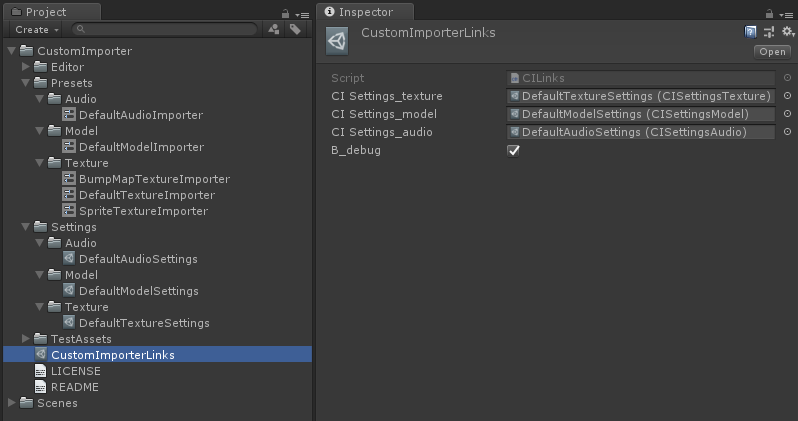 Project
Create
CustomImporter
Editor
Presets
Audio
DefaultAudioImporter
Model
DefaultModelImporter
Texture
BumpMapTextureImporter
DefaultTextureImporter
SpriteTextureImporter
Settings
Audio
DefaultAudioSettings
Model
DefaultModelSettings
Texture
DefaultTextureSettings
TestAssets
CustomImporterLinks
LICENSE
README
Scenes
Inspector
CustomImporterLinks
Open
Script CILinks
CI Settings_texture DefaultTextureSettings (CISettingsTexture)
CI Settings_model DefaultModelSettings (CISettingsModel)
CI Settings_audio DefaultAudioSettings (CISettingsAudio)
B_debug